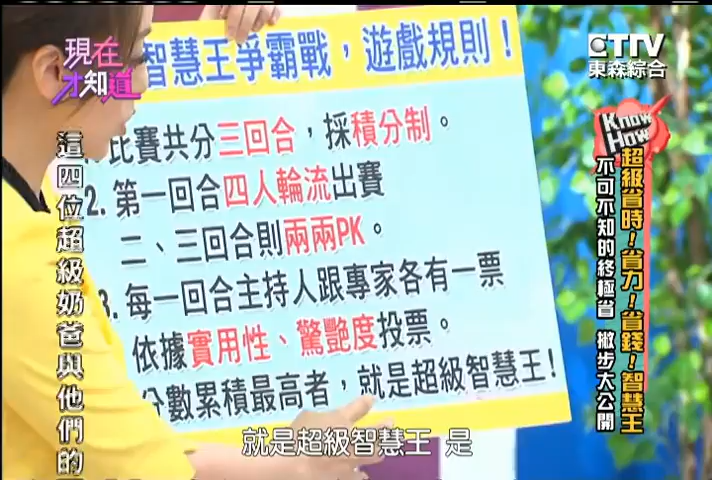 現在
才知道
智慧王爭霸戰，遊戲規則！
比賽共分三回合，採積分制。
2. 第一回合四人輪流出賽
二、三回合則兩兩PK。
3. 每一回合主持人跟專家各有一票
依據實用性、驚艷度投票。
分數累積最高者，就是超級智慧王！
ETTV
東森綜合
Know
How
超級省時！省力！省錢！智慧王
不可不知的終極省 撇步大公開
這四位超級奶爸與他們的
就是超級智慧王 是